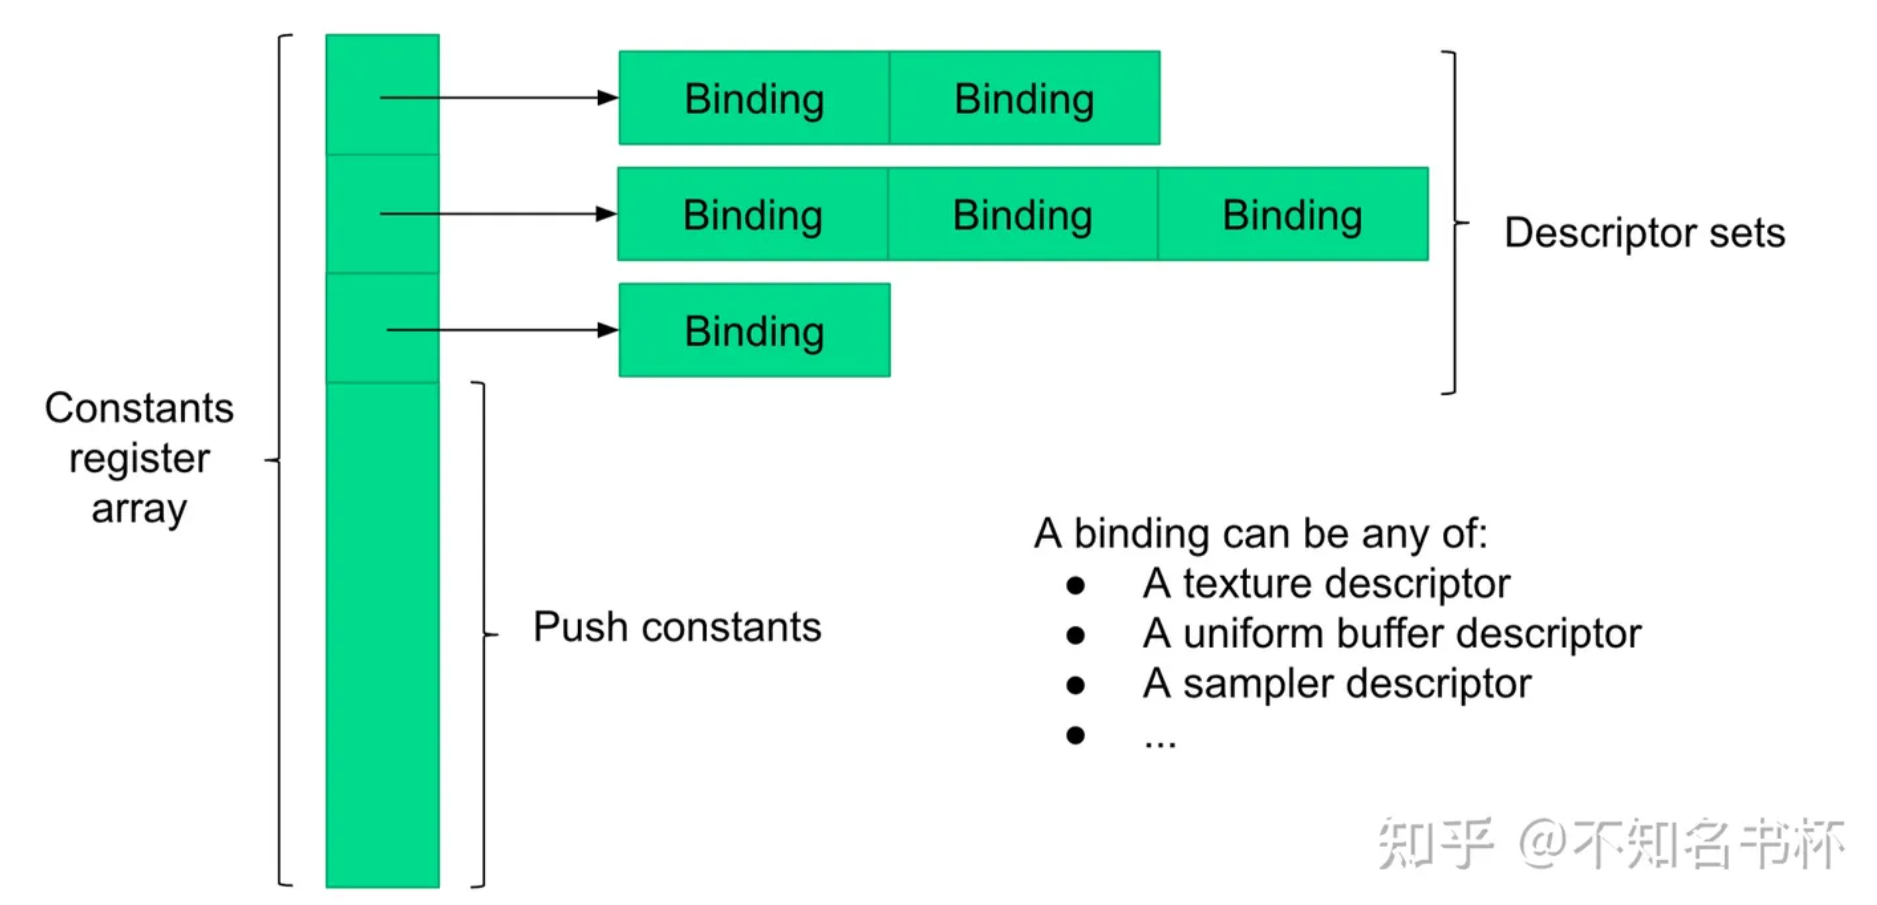 Binding Binding
Binding Binding Binding
Descriptor sets
Binding
Constants
register
array
Push constants
A binding can be any of:
● A texture descriptor
● A uniform buffer descriptor
● A sampler descriptor
● ...
知乎 @不知名书杯